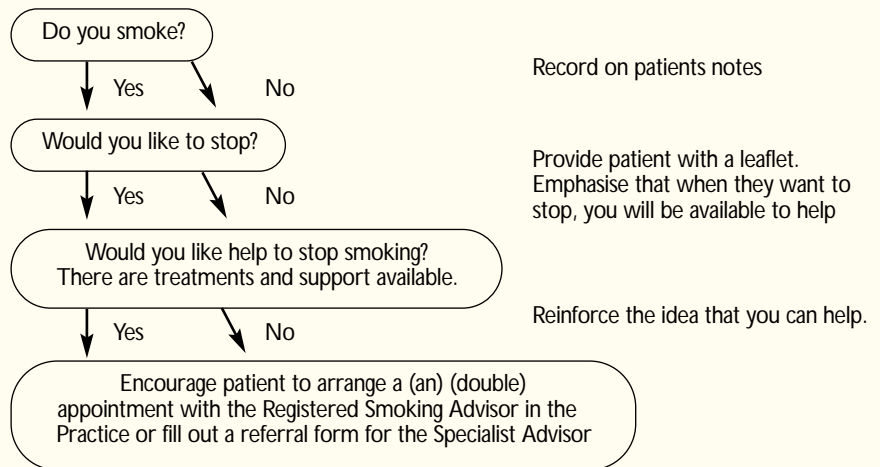 Do you smoke?
Yes
No
Record on patients notes
Would you like to stop?
Yes
No
Provide patient with a leaflet.
Emphasise that when they want to
stop, you will be available to help
Would you like help to stop smoking?
There are treatments and support available.
Yes
No
Reinforce the idea that you can help.
Encourage patient to arrange a (an) (double)
appointment with the Registered Smoking Advisor in the
Practice or fill out a referral form for the Specialist Advisor